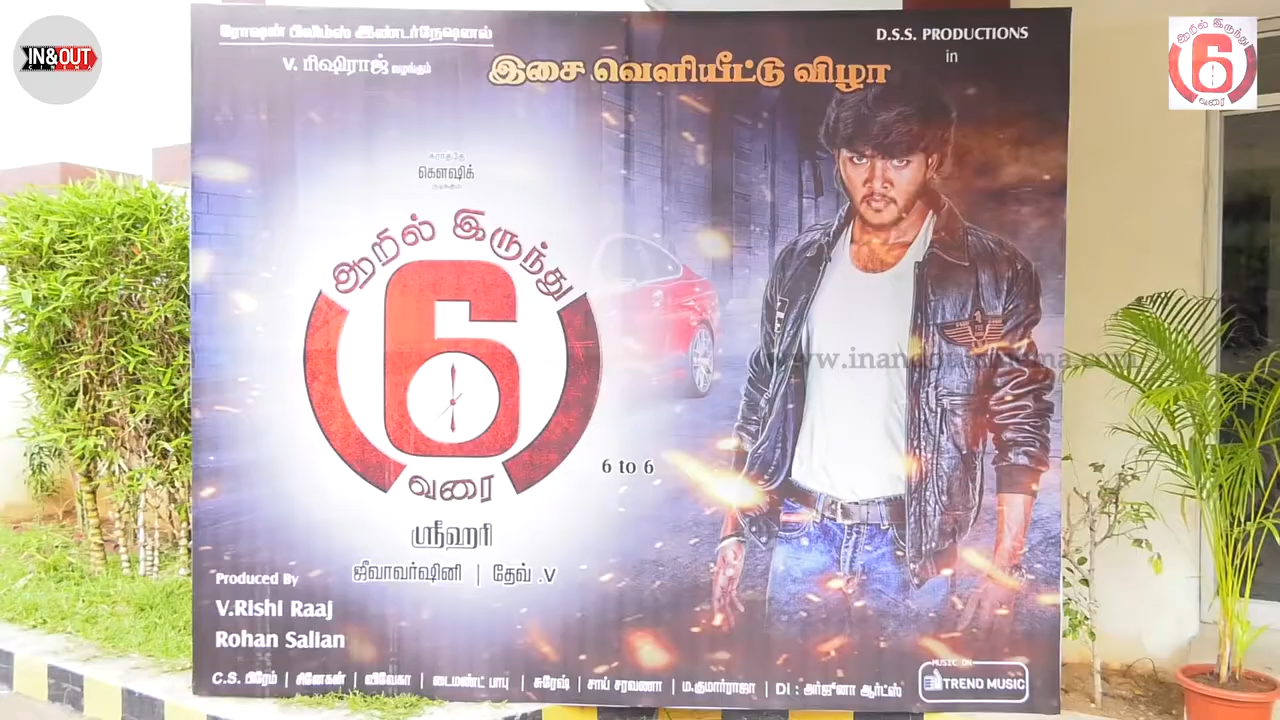 IN&OUT
CINEMA
ரோஷன் பிலிம்ஸ் இண்டர்நேஷனல்
V. ரிஷிராஜ் வழங்கும்
இசை வெளியீட்டு விழா
D.S.S. PRODUCTIONS
in
ஆறில் இருந்து
6
வரை
கௌஷிக்
ஆறில் இருந்து
6
வரை
6 to 6
ஸ்ரீஹரி
ஜீவாவர்ஷினி | தேவ் .V
Produced By
V.Rishi Raaj
Rohan Salian
C.S. பிரேம் | சினேகன் | விவேகா | டைமண்ட் பாபு | சுரேஷ் | சாய் சரவணா | ம.குமார்ராஜா | Di : அர்ஜுனா ஆர்ட்ஸ்
MUSIC ON
TREND MUSIC